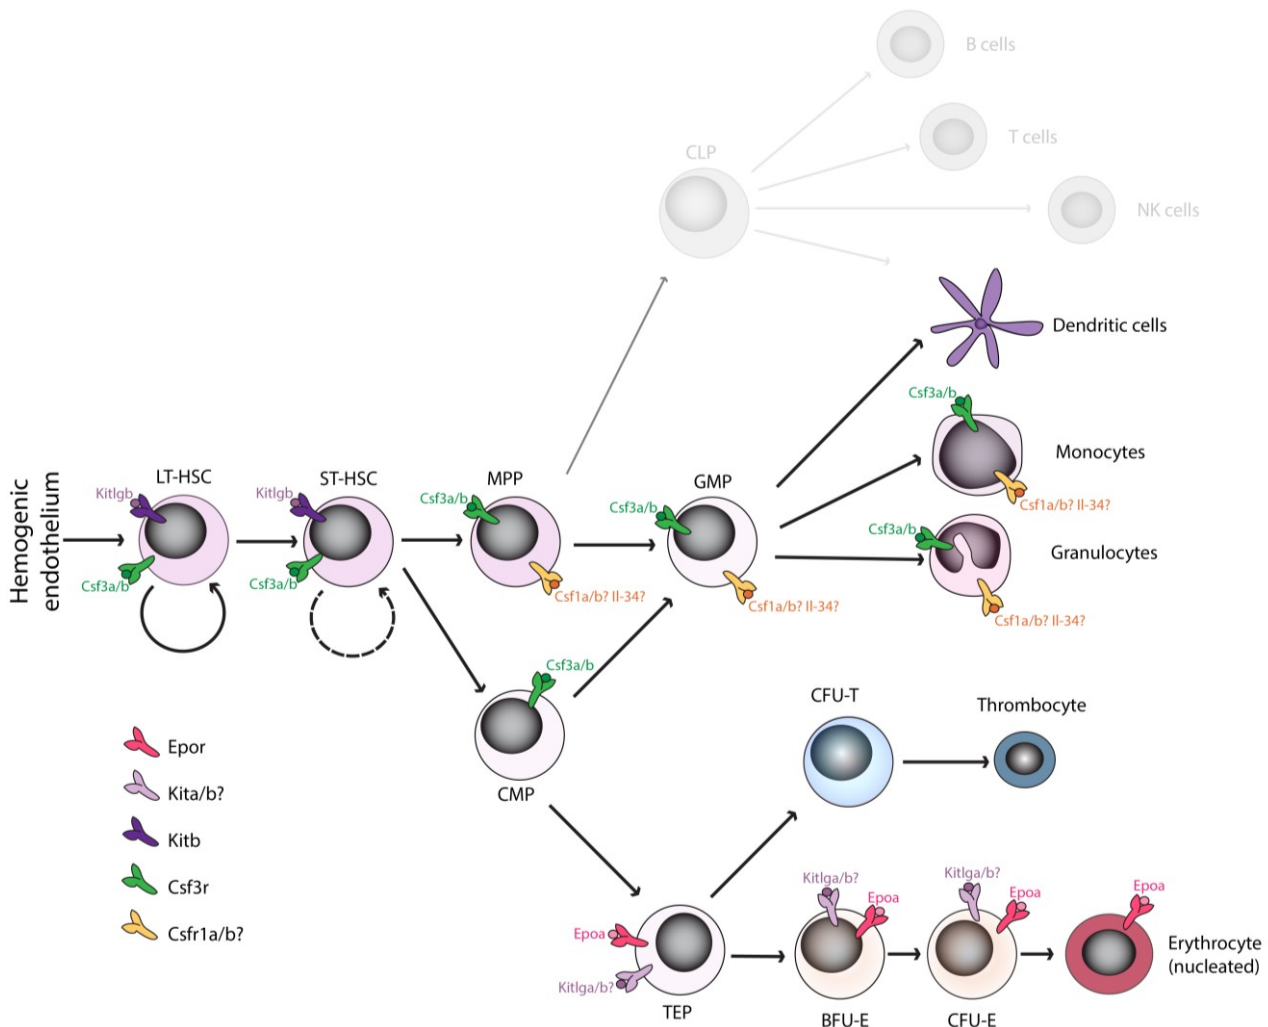 B cells
T cells
CLP
NK cells
Dendritic cells
Csf3a/b
Monocytes
Csf1a/b? Il-34?
Hemogenic
endothelium
LT-HSC
Kitlgb
Csf3a/b
ST-HSC
Kitlgb
Csf3a/b
MPP
Csf3a/b
Csf1a/b? Il-34?
GMP
Csf3a/b
Csf1a/b? Il-34?
Csf3a/b
Granulocytes
Csf1a/b? Il-34?
Csf3a/b
CMP
CFU-T
Thrombocyte
Epor
Kita/b?
Kitb
Csf3r
Csfr1a/b?
Epoa
Kitlga/b?
TEP
Kitlga/b?
Epoa
BFU-E
Kitlga/b?
Epoa
CFU-E
Epoa
Erythrocyte
(nucleated)